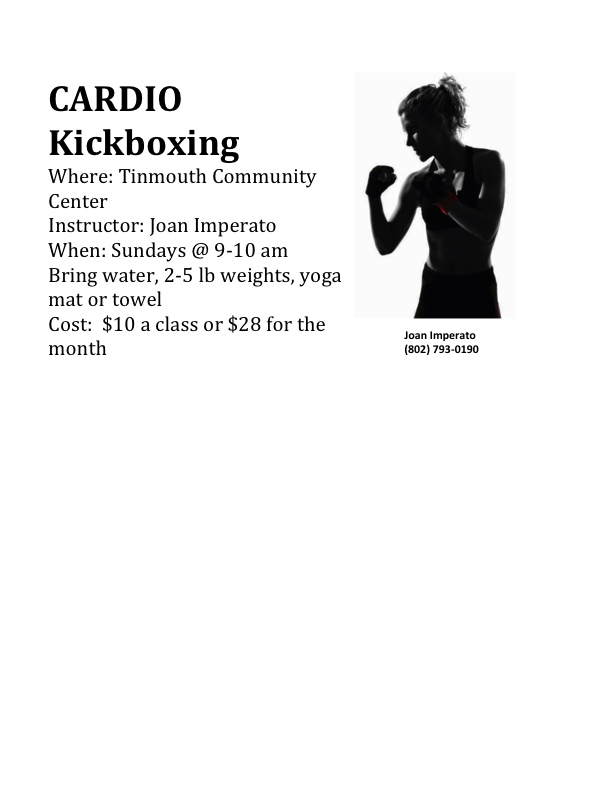 CARDIO
Kickboxing
Where: Tinmouth Community
Center
Instructor: Joan Imperato
When: Sundays @ 9-10 am
Bring water, 2-5 lb weights, yoga
mat or towel
Cost:  $10 a class or $28 for the
month
Joan Imperato
(802) 793-0190